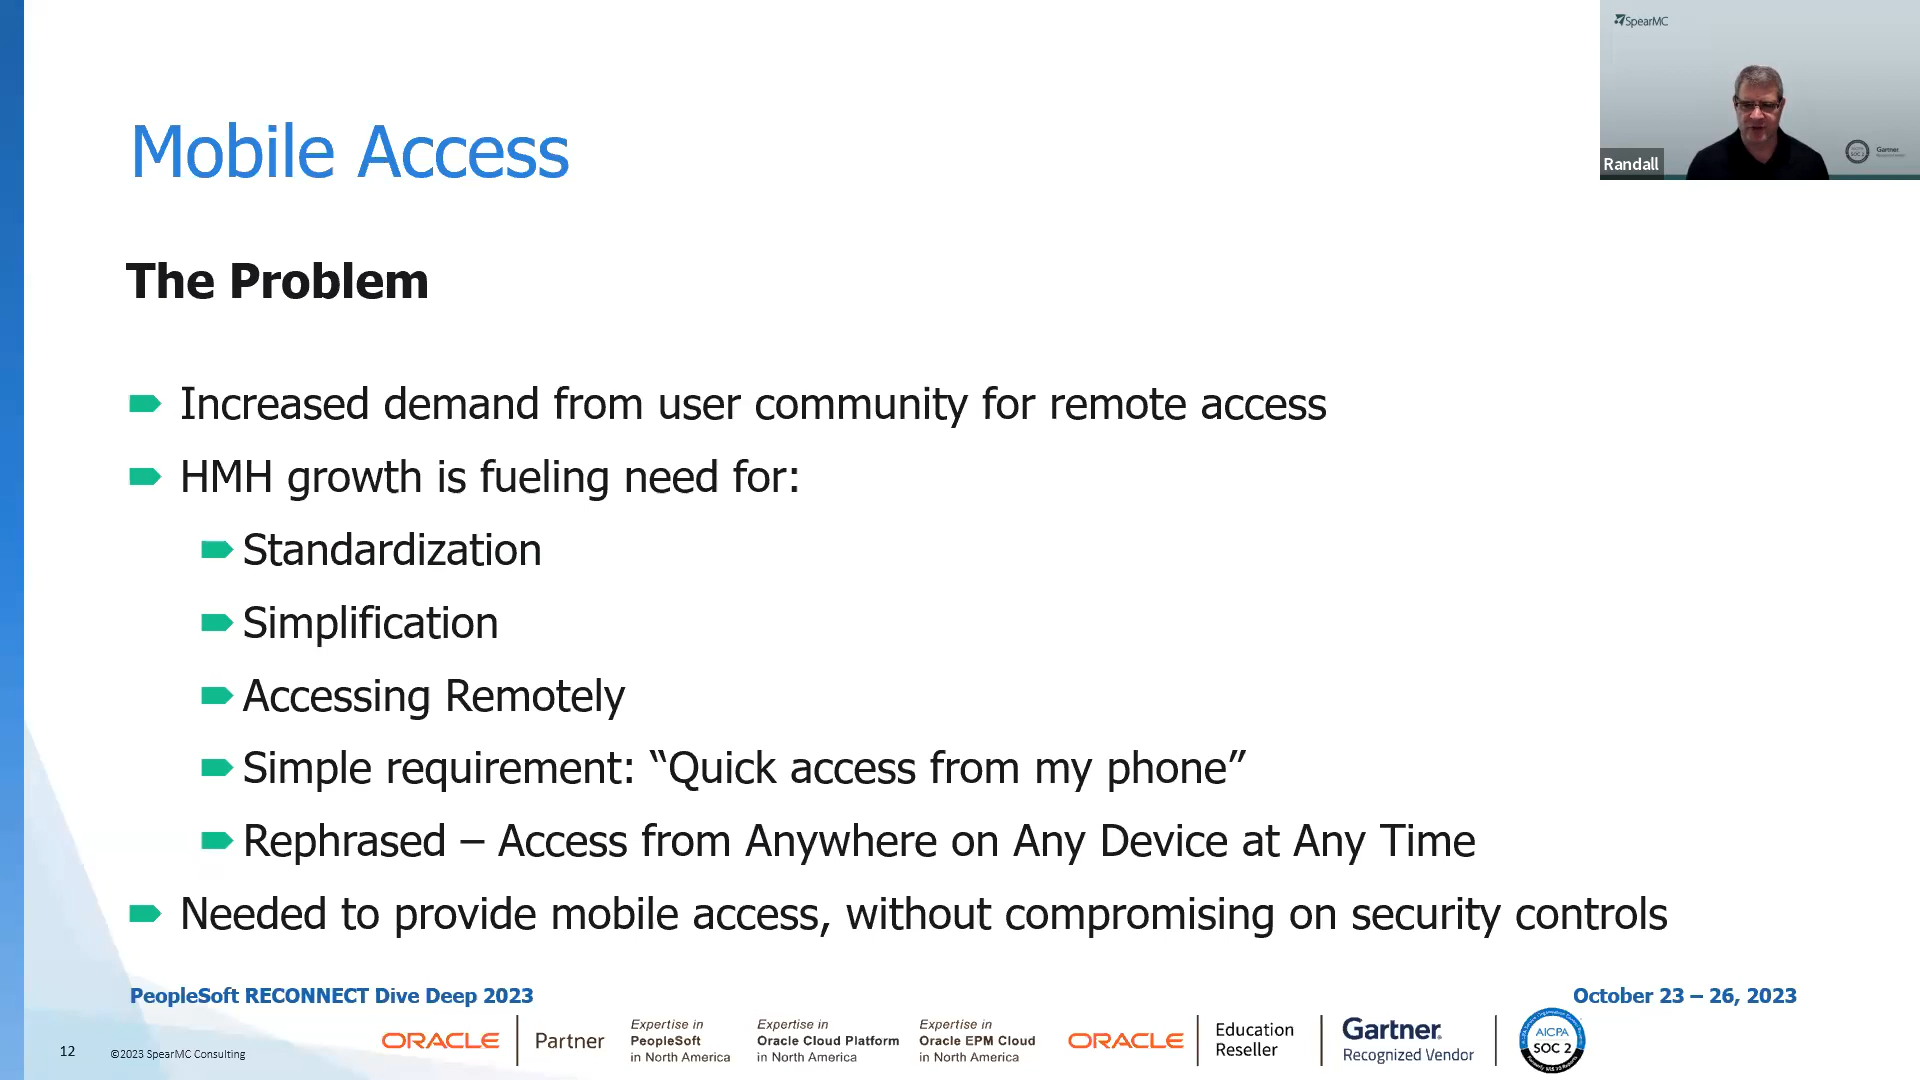 SpearMC
Randall
Mobile Access
The Problem
Increased demand from user community for remote access
HMH growth is fueling need for:
Standardization
Simplification
Accessing Remotely
Simple requirement: “Quick access from my phone”
Rephrased – Access from Anywhere on Any Device at Any Time
Needed to provide mobile access, without compromising on security controls
PeopleSoft RECONNECT Dive Deep 2023
October 23 – 26, 2023
12
©2023 SpearMC Consulting
ORACLE
Partner
Expertise in
PeopleSoft
in North America
Expertise in
Oracle Cloud Platform
in North America
Expertise in
Oracle EPM Cloud
in North America
ORACLE
Education
Reseller
Gartner
Recognized Vendor
AICPA
SOC 2
Gartner